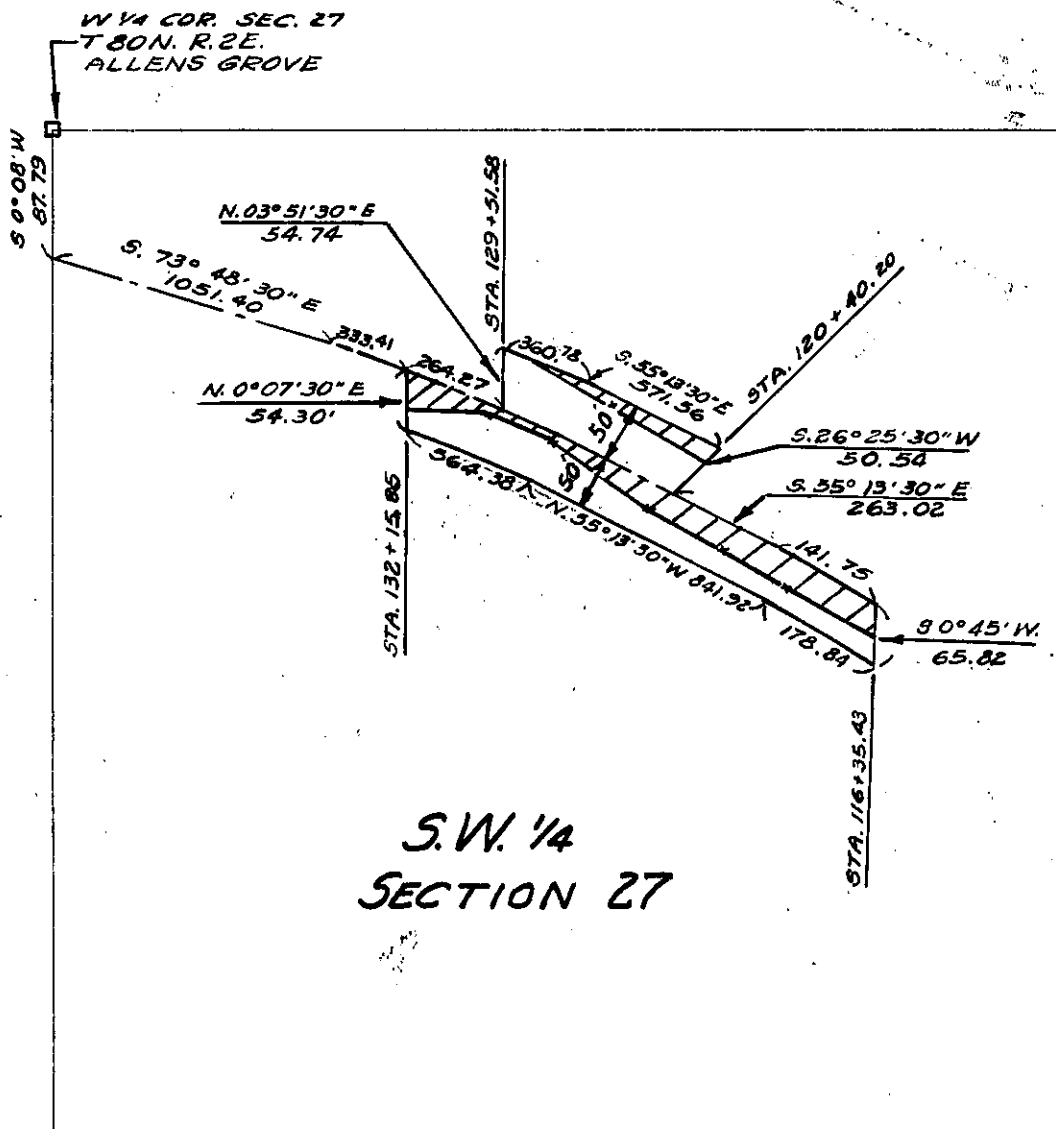 W 1/4 COR. SEC. 27
T 80N. R. 2E.
ALLENS GROVE
S 0° 08' W
87.79
N. 03° 51' 30" E
54.74
STA. 129 + 51.58
S. 73° 48' 30" E
1051.40
333.41
264.27
360.78
S. 55° 13' 30" E
571.56
STA. 120 + 40.20
N. 0° 07' 30" E
54.30'
50'
50'
S. 26° 25' 30" W
50.54
S. 55° 13' 30" E
263.02
564.38
N. 55° 13' 30" W 841.92
141.75
178.84
STA. 132 + 15.85
S 0° 45' W.
65.82
STA. 116 + 35.43
S.W. 1/4
SECTION 27